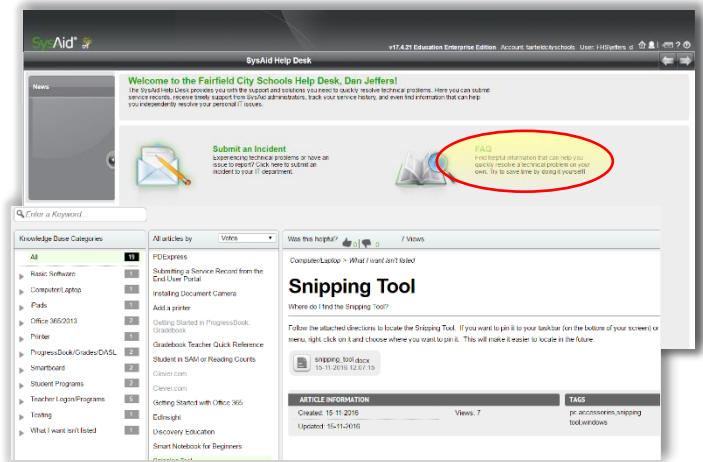 SysAid
v17.4.21 Education Enterprise Edition Account: fairfieldcityschools User: FHS\jeffers_d
SysAid Help Desk
News
Welcome to the Fairfield City Schools Help Desk, Dan Jeffers!
The SysAid Help Desk provides you with the support and solutions you need to quickly resolve technical problems. Here you can submit
service records, receive timely support from SysAid administrators, track your service history, and even find information that can help
you independently resolve your personal IT issues.
Submit an Incident
Experiencing technical problems or have an
issue to report? Click here to submit an
incident to your IT department.
FAQ
Find helpful information that can help you
quickly resolve a technical problem on your
own. Try to save time by doing it yourself!
Enter a Keyword...
Knowledge Base Categories
All 19
Basic Software 1
Computer/Laptop 1
iPads 1
Office 365/2013 2
Printer 1
ProgressBook/Grades/DASL 2
Smartboard 2
Student Programs 2
Teacher Logon/Programs 5
Testing 1
What I want isn't listed 1
All articles by Votes
PDExpress
Submitting a Service Record from the
End-User Portal
Installing Document Camera
Add a printer
Getting Started in ProgressBook:
Gradebook
Gradebook Teacher Quick Reference
Student in SAM or Reading Counts
Clever.com
Clever.com
Getting Started with Office 365
EdInsight
Discovery Education
Smart Notebook for Beginners
Snipping Tool
Was this helpful? 0 | 0 7 Views
Computer/Laptop > What I want isn't listed
Snipping Tool
Where do I find the Snipping Tool?
Follow the attached directions to locate the Snipping Tool. If you want to pin it to your taskbar (on the bottom of your screen) or
menu, right click on it and choose where you want to pin it. This will make it easier to locate in the future.
snipping_tool.docx
15-11-2016 12:07:15
ARTICLE INFORMATION
Created: 15-11-2016 Views: 7
Updated: 15-11-2016
TAGS
pc accessories,snipping
tool,windows